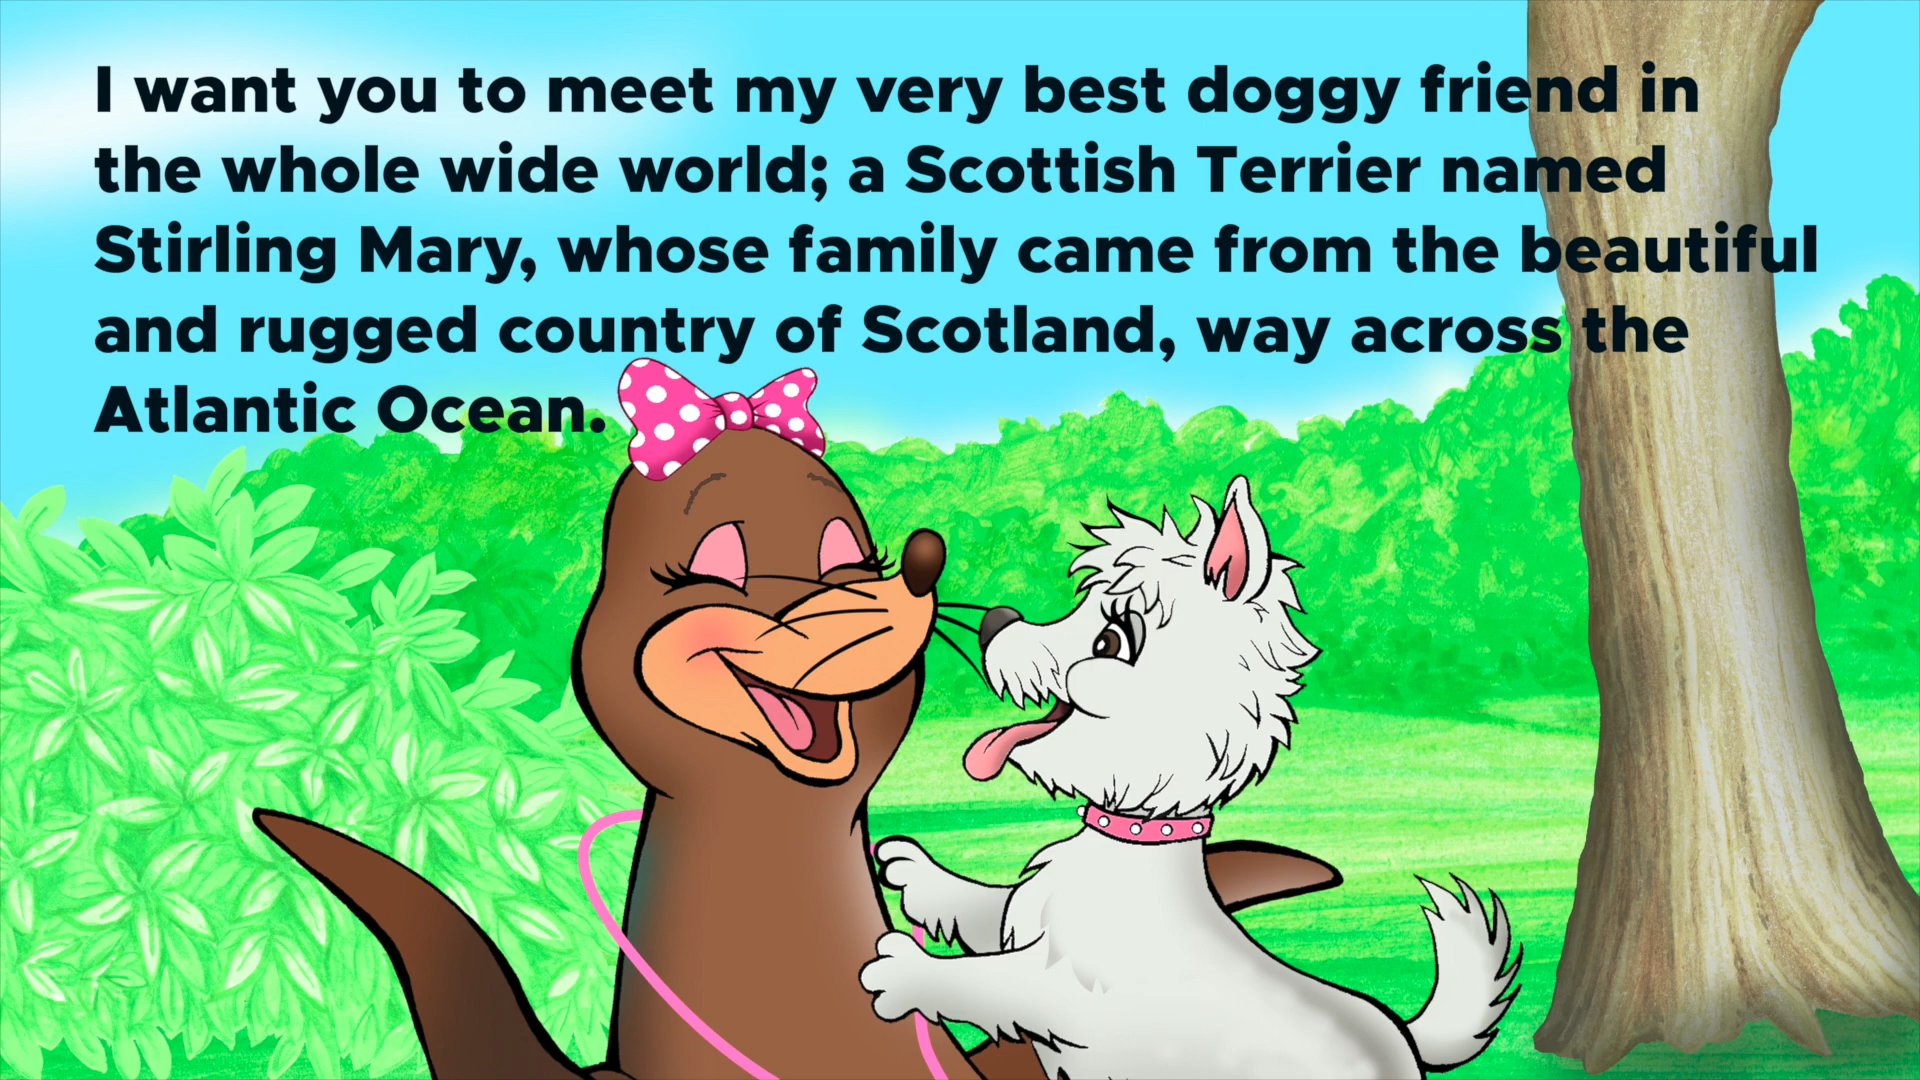 I want you to meet my very best doggy friend in
the whole wide world; a Scottish Terrier named
Stirling Mary, whose family came from the beautiful
and rugged country of Scotland, way across the
Atlantic Ocean.